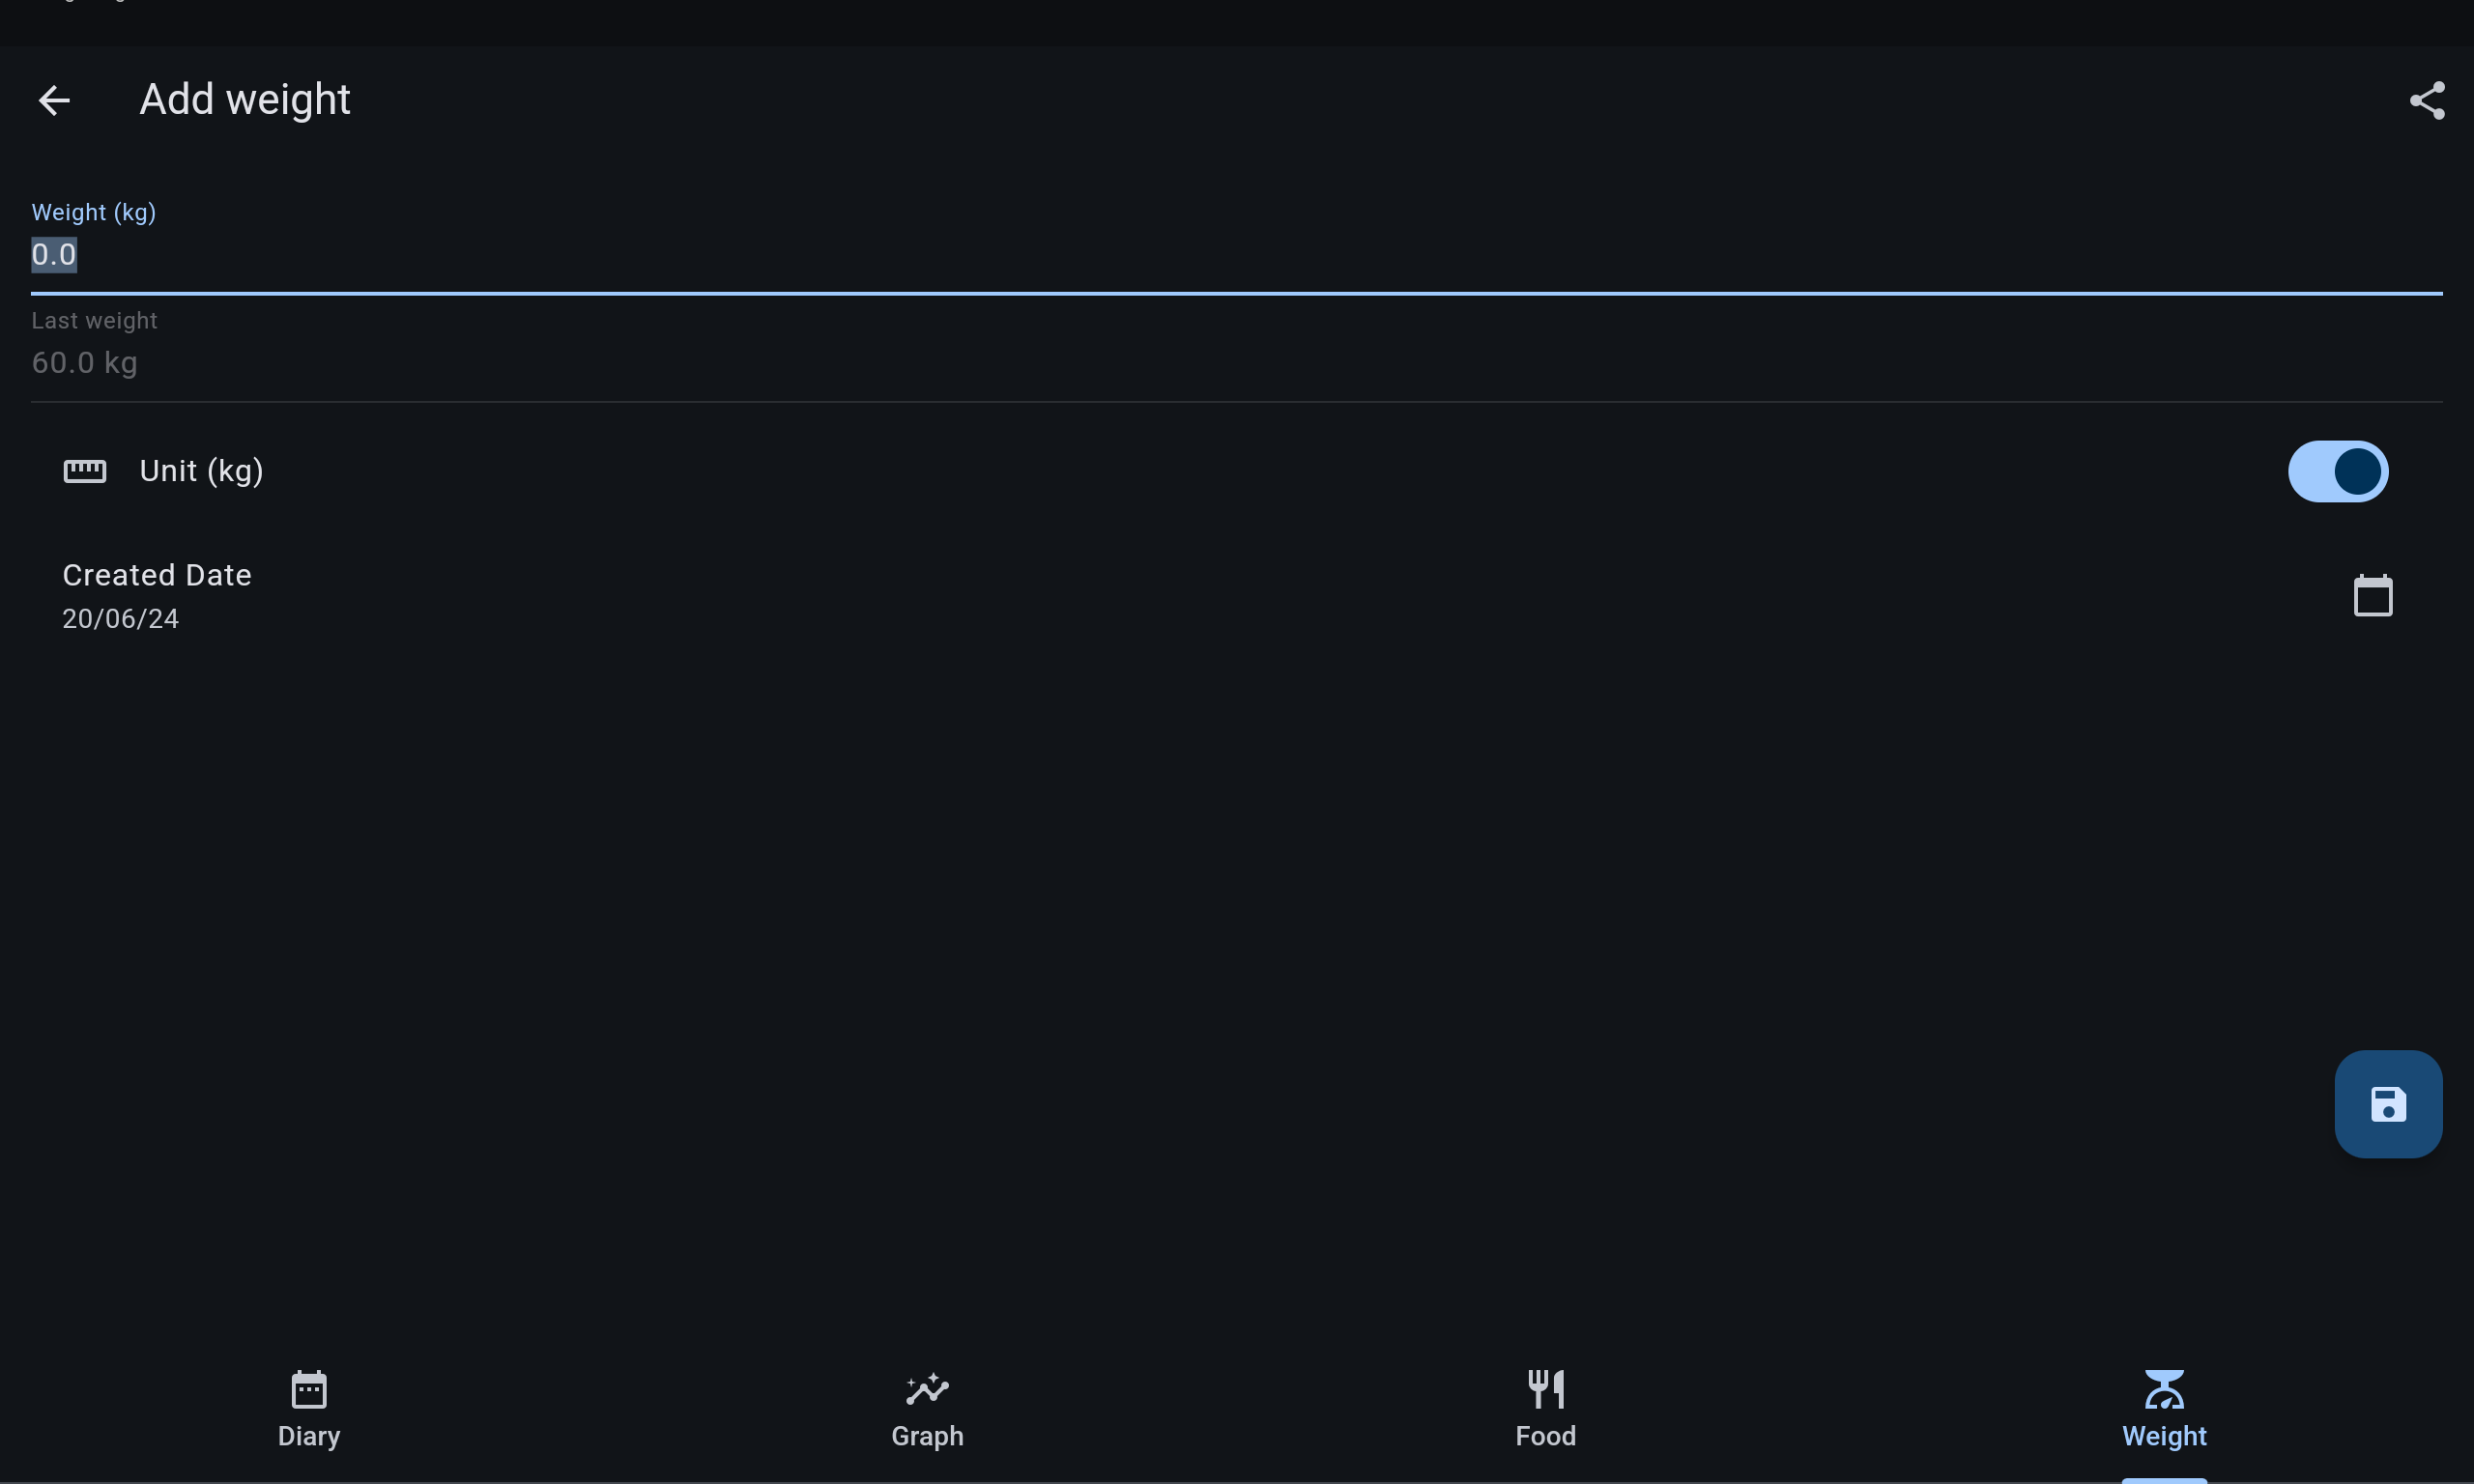 Add weight
Weight (kg)
0.0
Last weight
60.0 kg
Unit (kg)
Created Date
20/06/24
Diary
Graph
Food
Weight